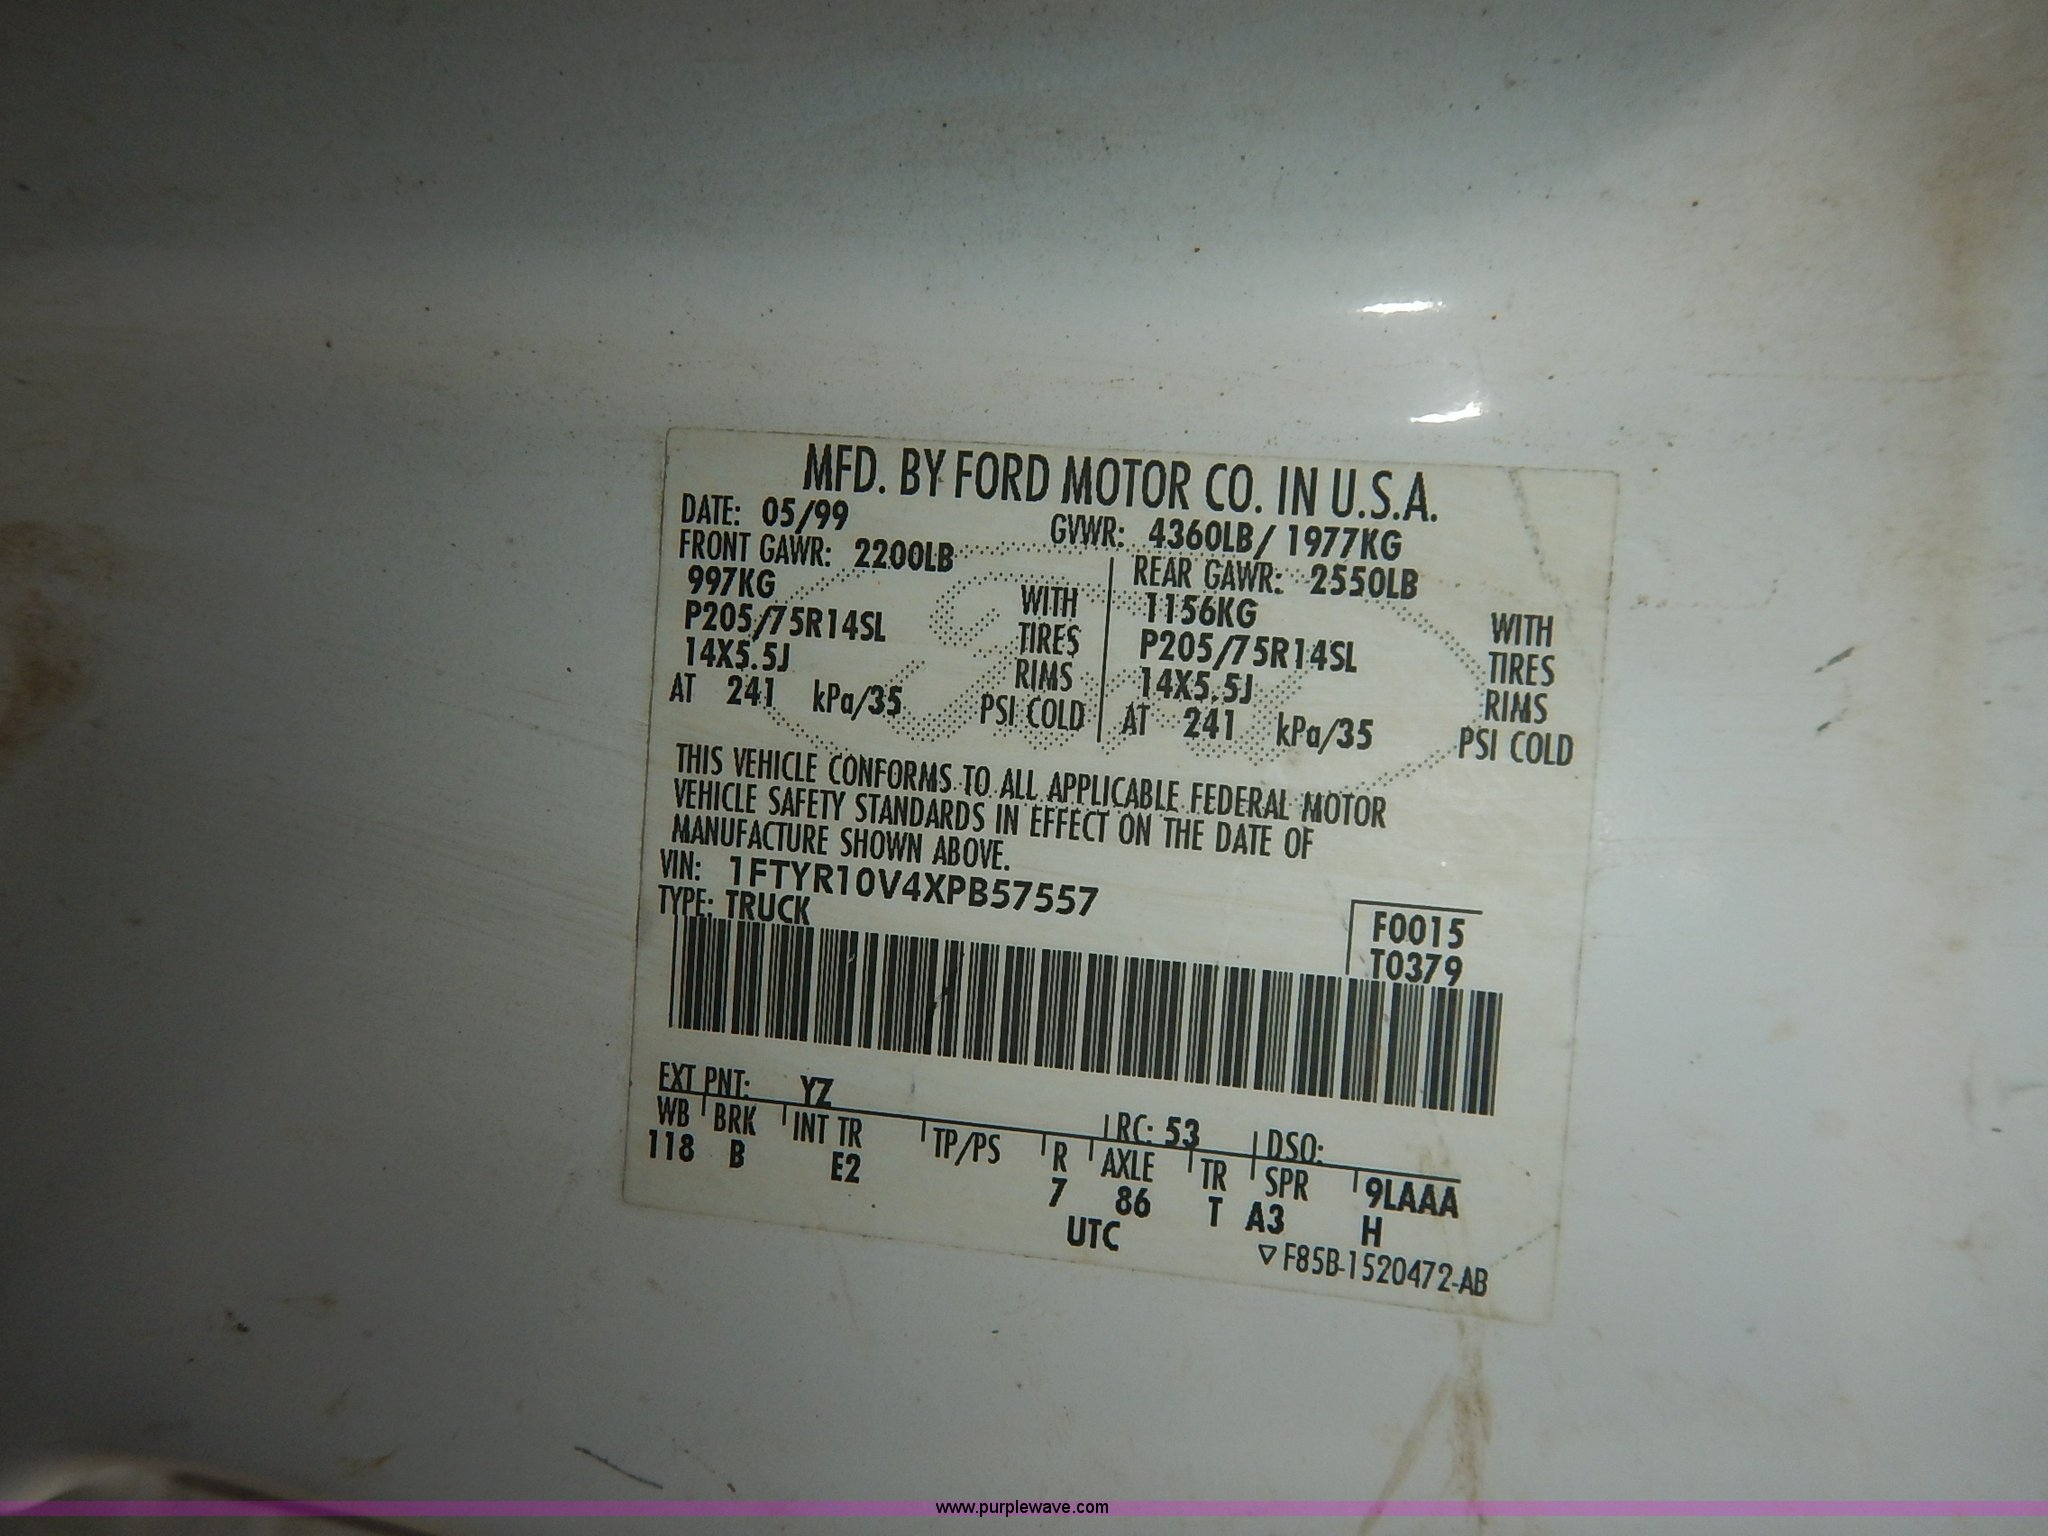 MFD. BY FORD MOTOR CO. IN U.S.A.
DATE: 05/99 GVWR: 4360LB/ 1977KG
FRONT GAWR: 2200LB REAR GAWR: 2550LB
997KG WITH 1156KG WITH
P205/75R14SL TIRES P205/75R14SL TIRES
14X5.5J RIMS 14X5.5J RIMS
AT 241 kPa/35 PSI COLD AT 241 kPa/35 PSI COLD
THIS VEHICLE CONFORMS TO ALL APPLICABLE FEDERAL MOTOR
VEHICLE SAFETY STANDARDS IN EFFECT ON THE DATE OF
MANUFACTURE SHOWN ABOVE.
VIN: 1FTYR10V4XPB57557
TYPE: TRUCK F0015
T0379
EXT PNT: YZ RC: 53 DSO:
WB BRK INT TR TP/PS R AXLE TR SPR 9LAAA
118 B E2 7 86 T A3 H
UTC
▽ F85B-1520472-AB
www.purplewave.com